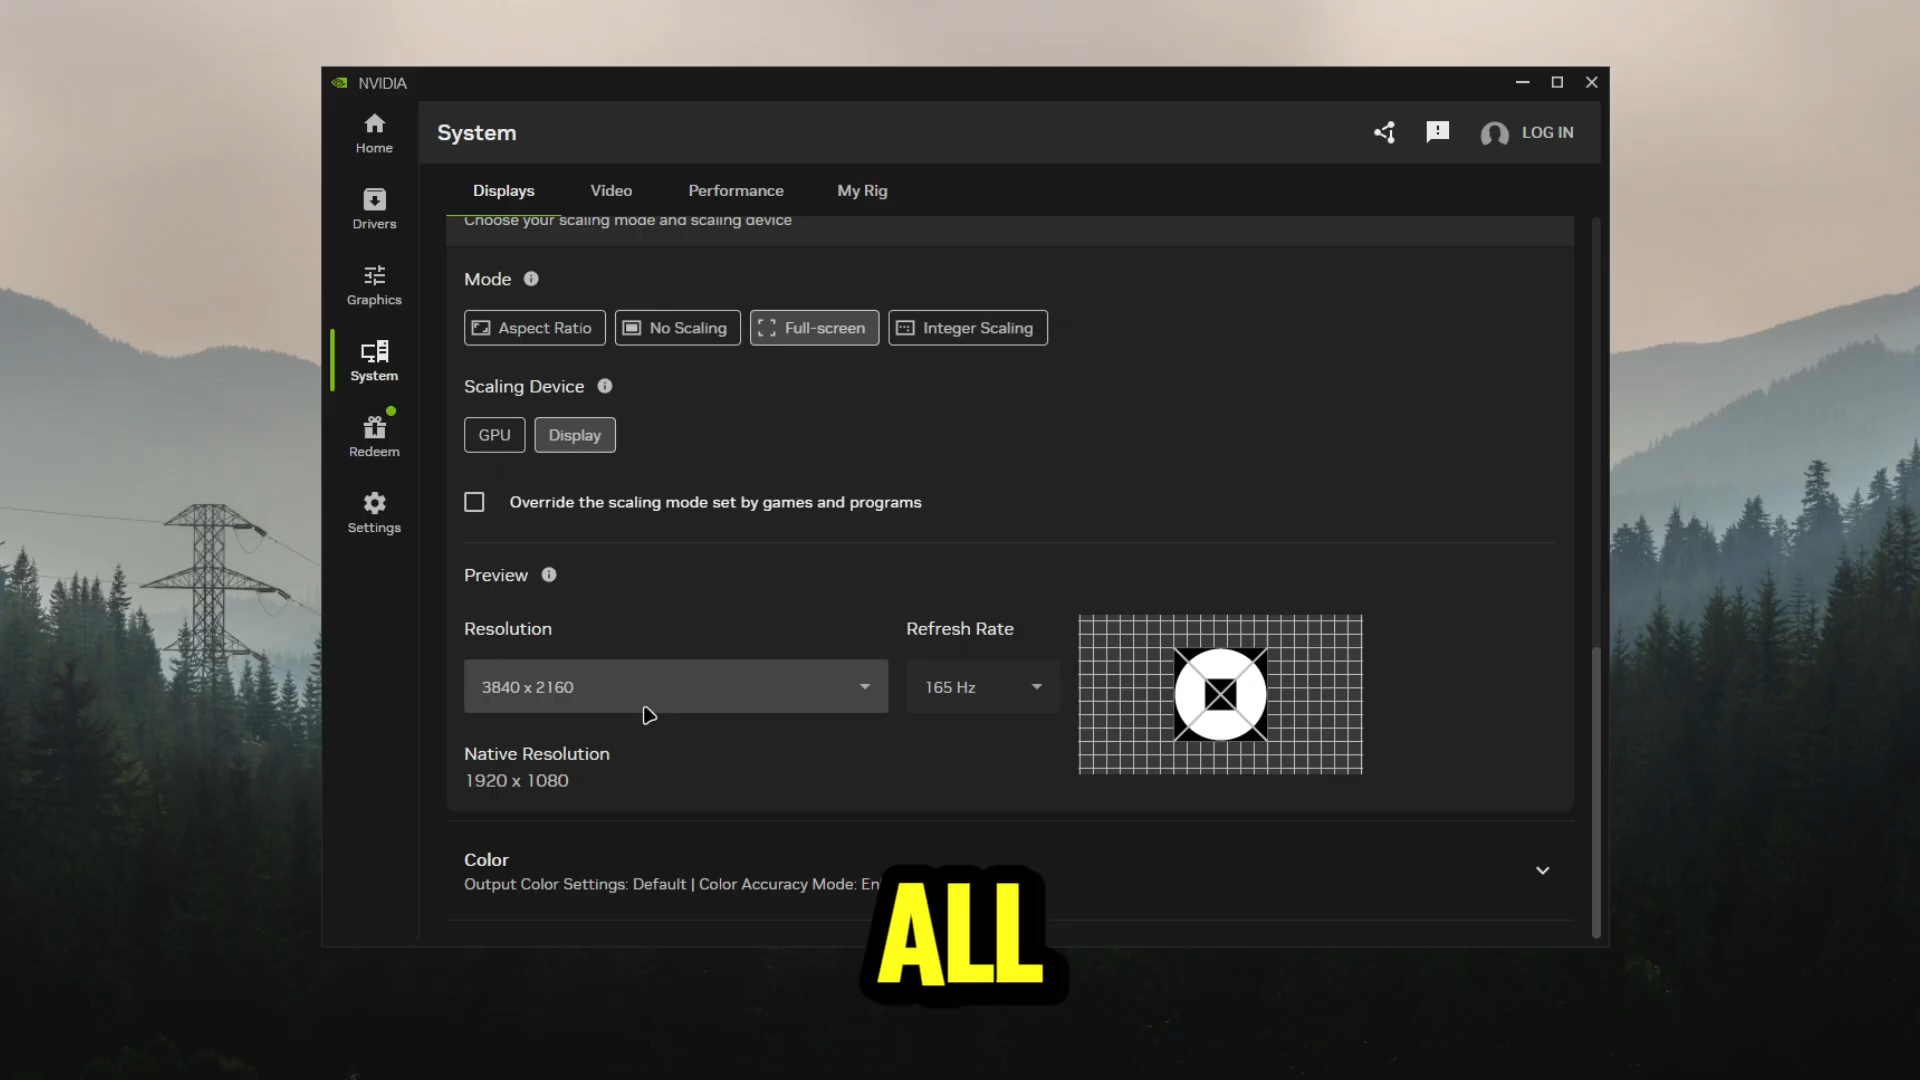 NVIDIA
Home
Drivers
Graphics
System
Redeem
Settings
System
LOG IN
Displays Video Performance My Rig
Choose your scaling mode and scaling device
Mode
Aspect Ratio No Scaling Full-screen Integer Scaling
Scaling Device
GPU Display
Override the scaling mode set by games and programs
Preview
Resolution Refresh Rate
3840 x 2160 165 Hz
Native Resolution
1920 x 1080
Color
Output Color Settings: Default | Color Accuracy Mode: En
ALL